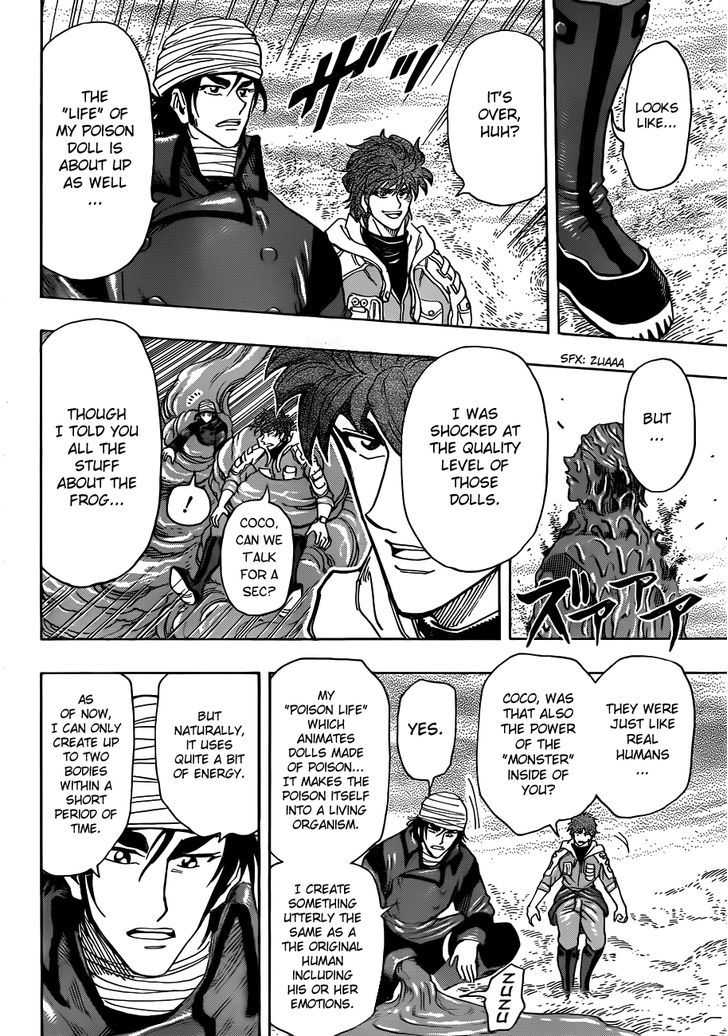 LOOKS
LIKE...
IT'S
OVER,
HUH?
THE
"LIFE" OF
MY POISON
DOLL IS
ABOUT UP
AS WELL
...
SFX: ZUAAA
BUT
...
ズズァァァ
I WAS
SHOCKED AT
THE QUALITY
LEVEL OF
THOSE
DOLLS.
COCO,
CAN WE
TALK
FOR A
SEC?
!
THOUGH
I TOLD YOU
ALL THE
STUFF
ABOUT THE
FROG...
THEY WERE
JUST LIKE
REAL
HUMANS
...
COCO, WAS
THAT ALSO
THE POWER
OF THE
"MONSTER"
INSIDE OF
YOU?
YES.
MY
"POISON LIFE"
WHICH
ANIMATES
DOLLS MADE
OF POISON...
IT MAKES THE
POISON ITSELF
INTO A LIVING
ORGANISM.
I CREATE
SOMETHING
UTTERLY THE
SAME AS A
THE ORIGINAL
HUMAN
INCLUDING
HIS OR HER
EMOTIONS.
BUT
NATURALLY,
IT USES
QUITE A BIT
OF ENERGY.
AS
OF NOW,
I CAN ONLY
CREATE UP
TO TWO
BODIES
WITHIN A
SHORT
PERIOD OF
TIME.